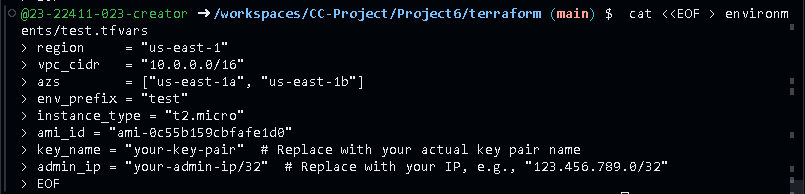 @23-22411-023-creator ➜/workspaces/CC-Project/Project6/terraform (main) $  cat <<EOF > environm
ents/test.tfvars
> region     = "us-east-1"
> vpc_cidr   = "10.0.0.0/16"
> azs        = ["us-east-1a", "us-east-1b"]
> env_prefix = "test"
> instance_type = "t2.micro"
> ami_id = "ami-0c55b159cbfafe1d0"
> key_name = "your-key-pair"  # Replace with your actual key pair name
> admin_ip = "your-admin-ip/32"  # Replace with your IP, e.g., "123.456.789.0/32"
> EOF